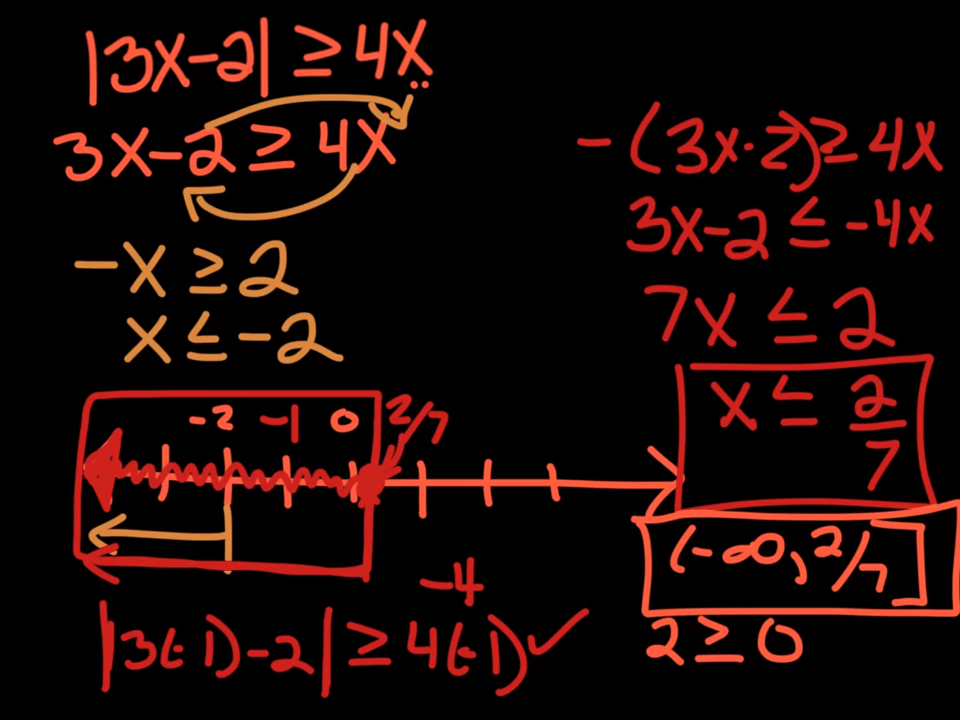 |3x-2| ≥ 4x
3x-2 ≥ 4x
-x ≥ 2
x ≤ -2
-(3x-2) ≥ 4x
3x-2 ≤ -4x
7x ≤ 2
x ≤ 2/7
-2 -1 0 2/7
(-∞, 2/7]
2 ≥ 0
-4
|3(-1)-2| ≥ 4(-1) ✓